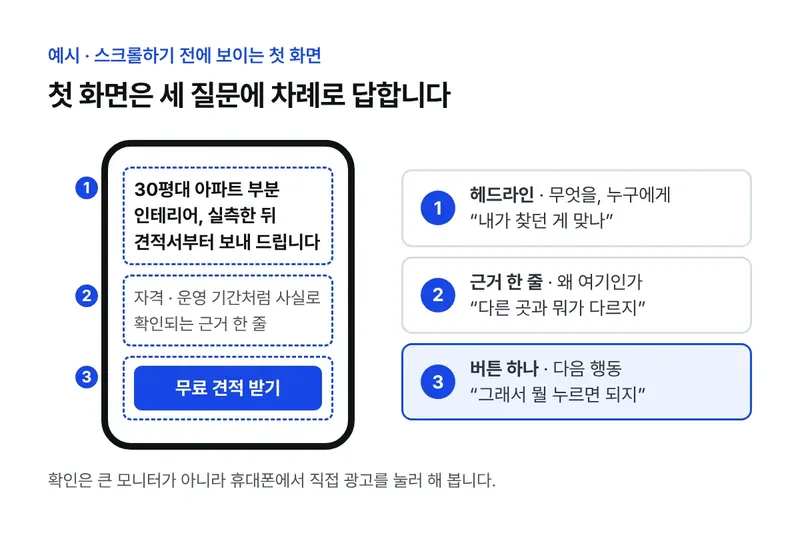 예시 · 스크롤하기 전에 보이는 첫 화면
첫 화면은 세 질문에 차례로 답합니다
1
30평대 아파트 부분
인테리어, 실측한 뒤
견적서부터 보내 드립니다
2
자격 · 운영 기간처럼 사실로
확인되는 근거 한 줄
3
무료 견적 받기
1
헤드라인 · 무엇을, 누구에게
“내가 찾던 게 맞나”
2
근거 한 줄 · 왜 여기인가
“다른 곳과 뭐가 다르지”
3
버튼 하나 · 다음 행동
“그래서 뭘 누르면 되지”
확인은 큰 모니터가 아니라 휴대폰에서 직접 광고를 눌러 해 봅니다.